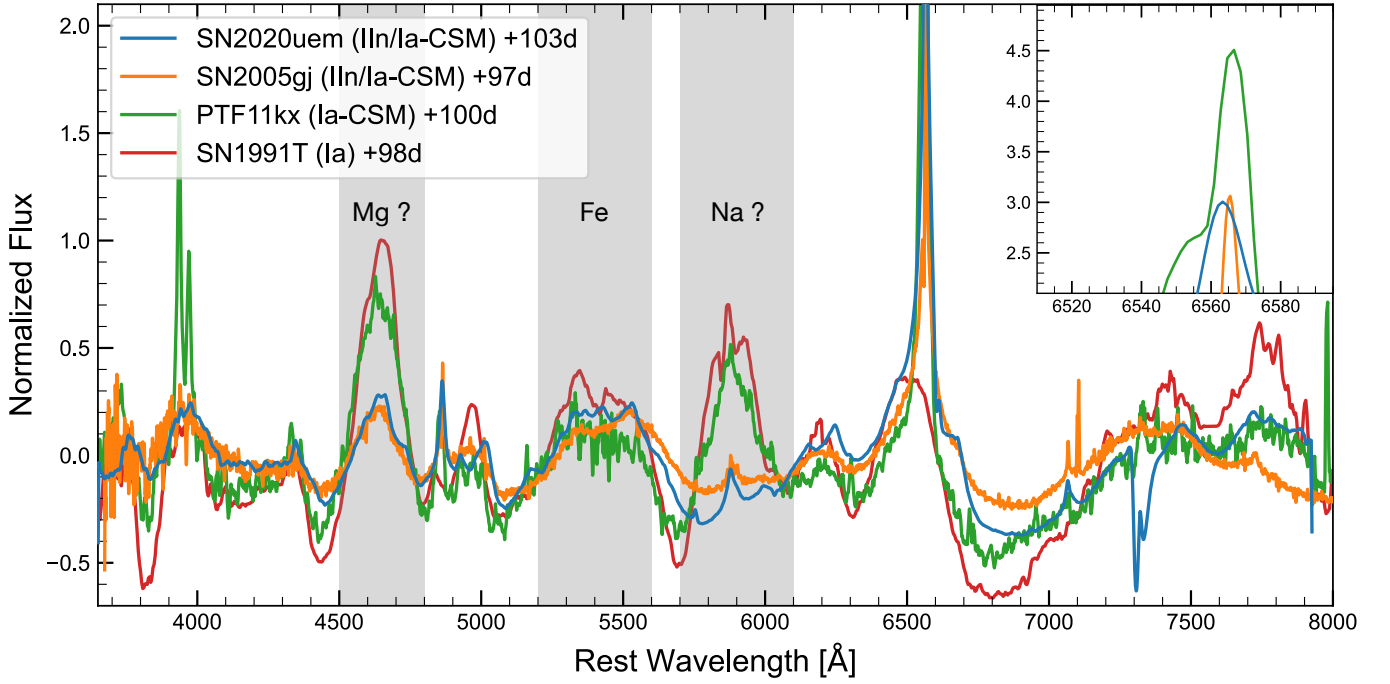 2.0
1.5
1.0
0.5
0.0
−0.5
Normalized Flux
SN2020uem (IIn/Ia-CSM) +103d
SN2005gj (IIn/Ia-CSM) +97d
PTF11kx (Ia-CSM) +100d
SN1991T (Ia) +98d
Mg ?
Fe
Na ?
4.5
4.0
3.5
3.0
2.5
6520
6540
6560
6580
4000
4500
5000
5500
6000
6500
7000
7500
8000
Rest Wavelength [Å]